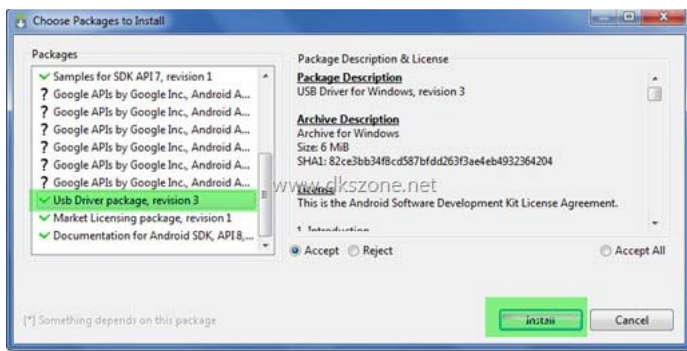 Choose Packages to Install
Packages
Samples for SDK API 7, revision 1
? Google APIs by Google Inc., Android A...
? Google APIs by Google Inc., Android A...
? Google APIs by Google Inc., Android A...
? Google APIs by Google Inc., Android A...
? Google APIs by Google Inc., Android A...
? Google APIs by Google Inc., Android A...
Usb Driver package, revision 3
Market Licensing package, revision 1
Documentation for Android SDK, API 8,...
Package Description & License
Package Description
USB Driver for Windows, revision 3
Archive Description
Archive for Windows
Size: 6 MiB
SHA1: 82ce3bb34f8cd587bfdd263f3ae4eb4932364204
www.dkszone.net
License
This is the Android Software Development Kit License Agreement.
1. Introduction
Accept
Reject
Accept All
[*] Something depends on this package
Install
Cancel